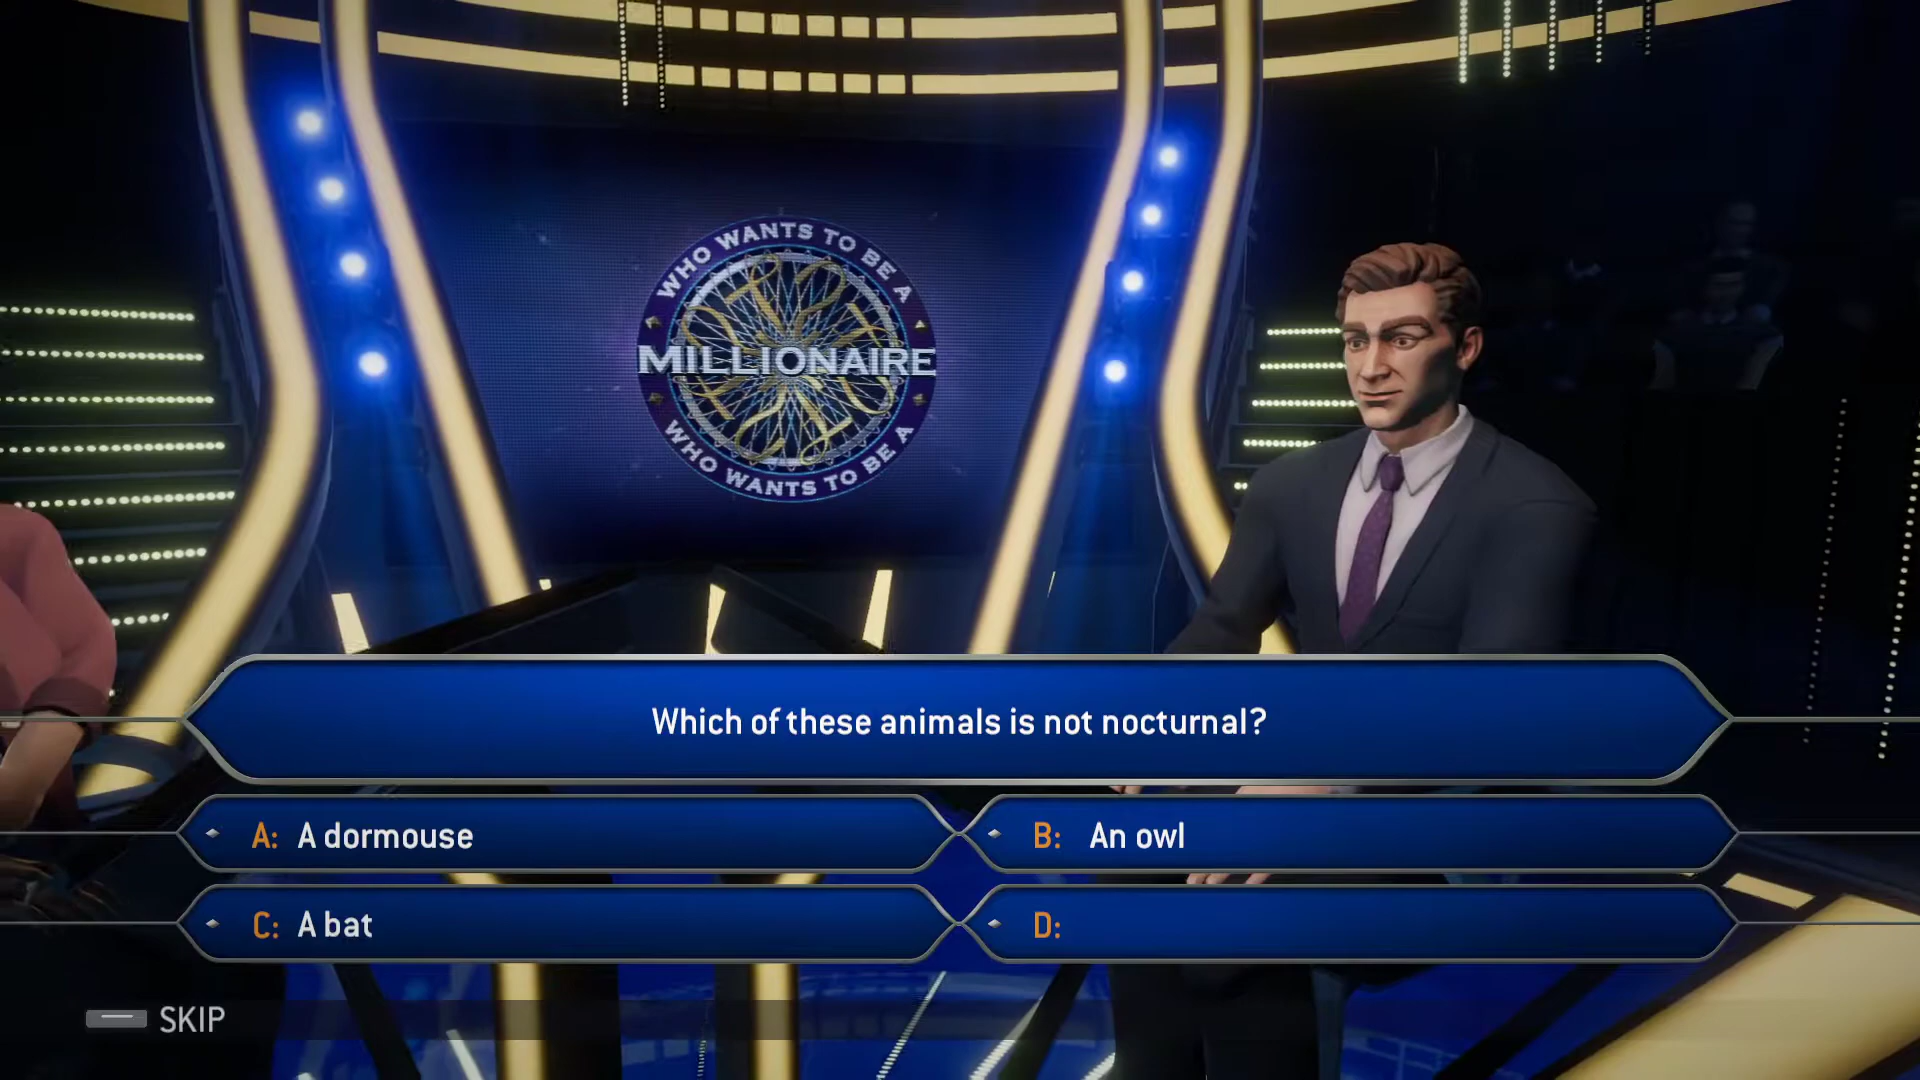 WHO WANTS TO BE A
MILLIONAIRE
WHO WANTS TO BE A
Which of these animals is not nocturnal?
A: A dormouse
B: An owl
C: A bat
D:
SKIP